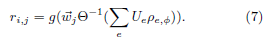 r_{i,j} = g(\vec{w}_j \Theta^{-1}(\sum_e U_e \rho_{e,\phi})). (7)